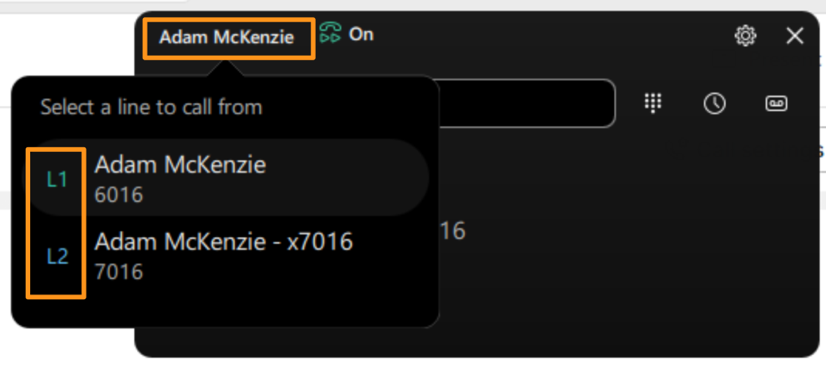 Adam McKenzie On
Select a line to call from
L1 Adam McKenzie
6016
L2 Adam McKenzie - x7016
7016
16